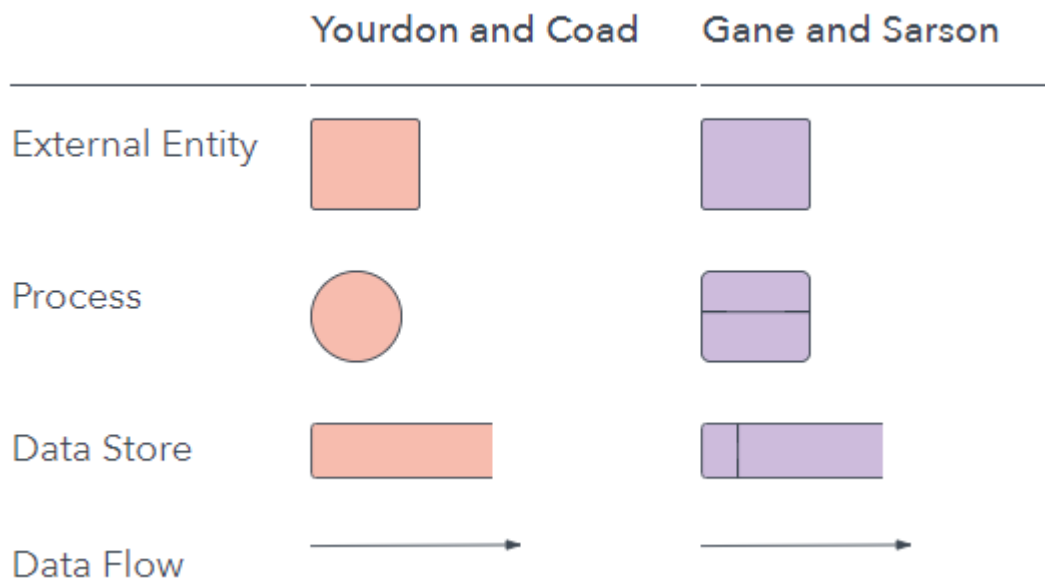 Yourdon and Coad
Gane and Sarson
External Entity
Process
Data Store
Data Flow